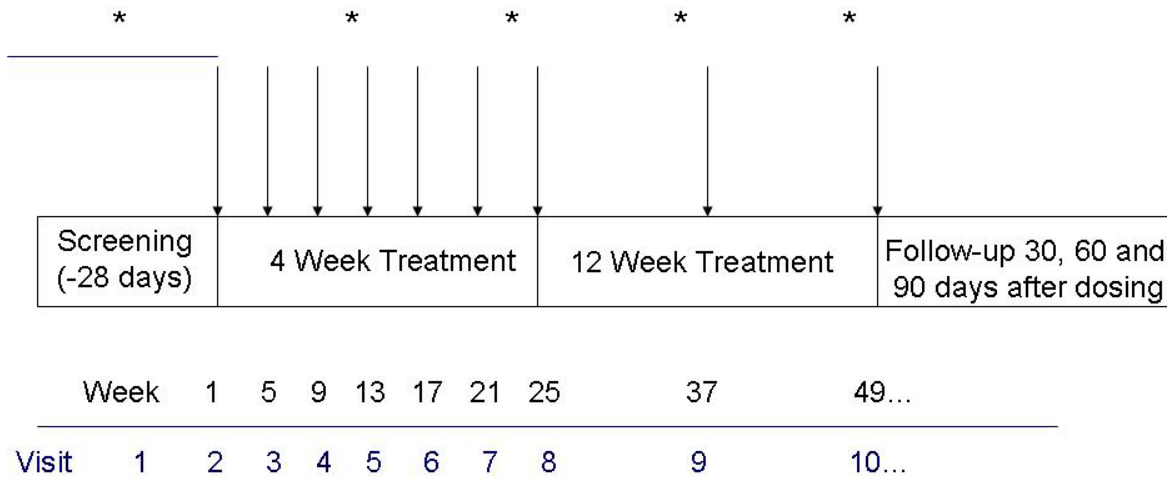 * * * * *
Screening
(-28 days)
4 Week Treatment
12 Week Treatment
Follow-up 30, 60 and
90 days after dosing
Week 1 5 9 13 17 21 25 37 49...
Visit 1 2 3 4 5 6 7 8 9 10...